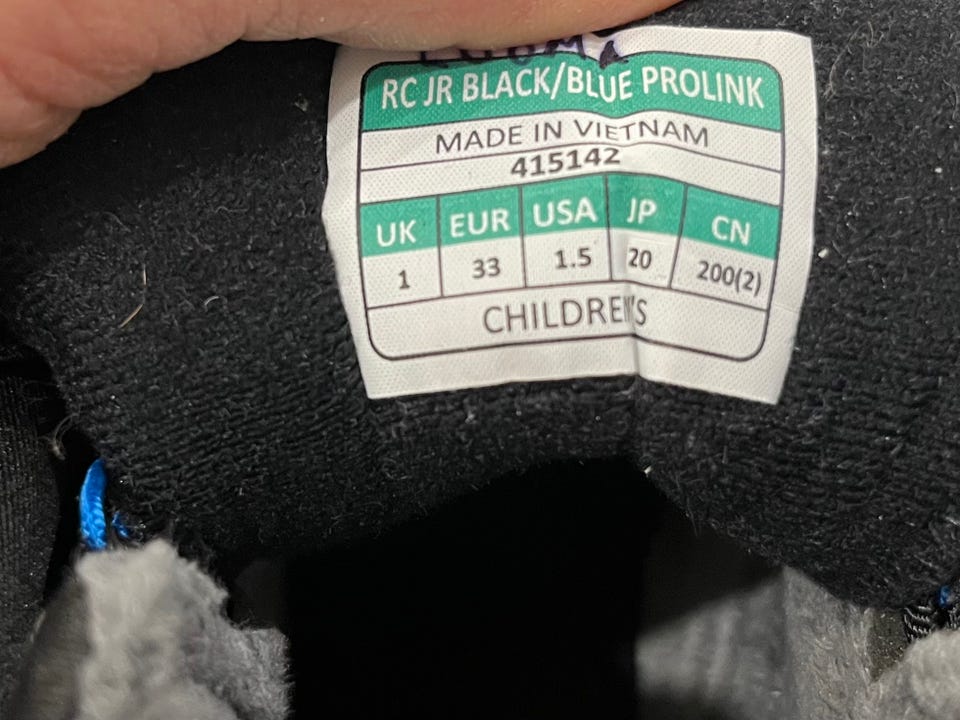 RC JR BLACK/BLUE PROLINK
MADE IN VIETNAM
415142
UK EUR USA JP CN
1 33 1.5 20 200(2)
CHILDREN'S